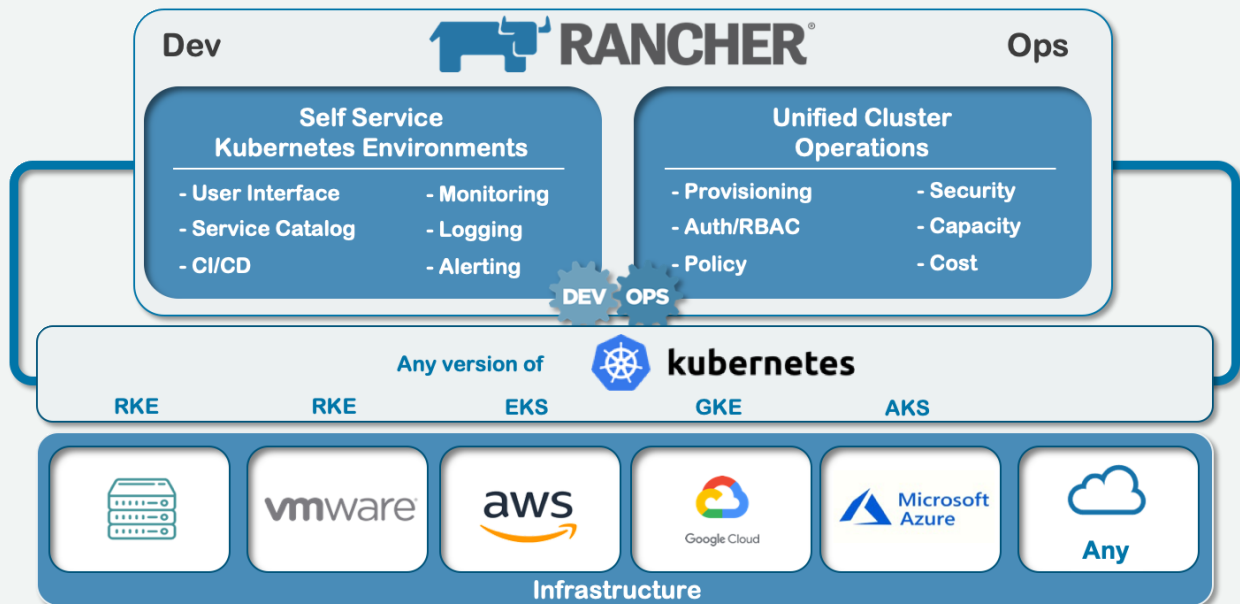 Dev
RANCHER®
Ops
Self Service
Kubernetes Environments
- User Interface
- Service Catalog
- CI/CD
- Monitoring
- Logging
- Alerting
Unified Cluster
Operations
- Provisioning
- Auth/RBAC
- Policy
- Security
- Capacity
- Cost
DEV OPS
Any version of kubernetes
RKE RKE EKS GKE AKS
vmware
aws
Google Cloud
Microsoft
Azure
Any
Infrastructure